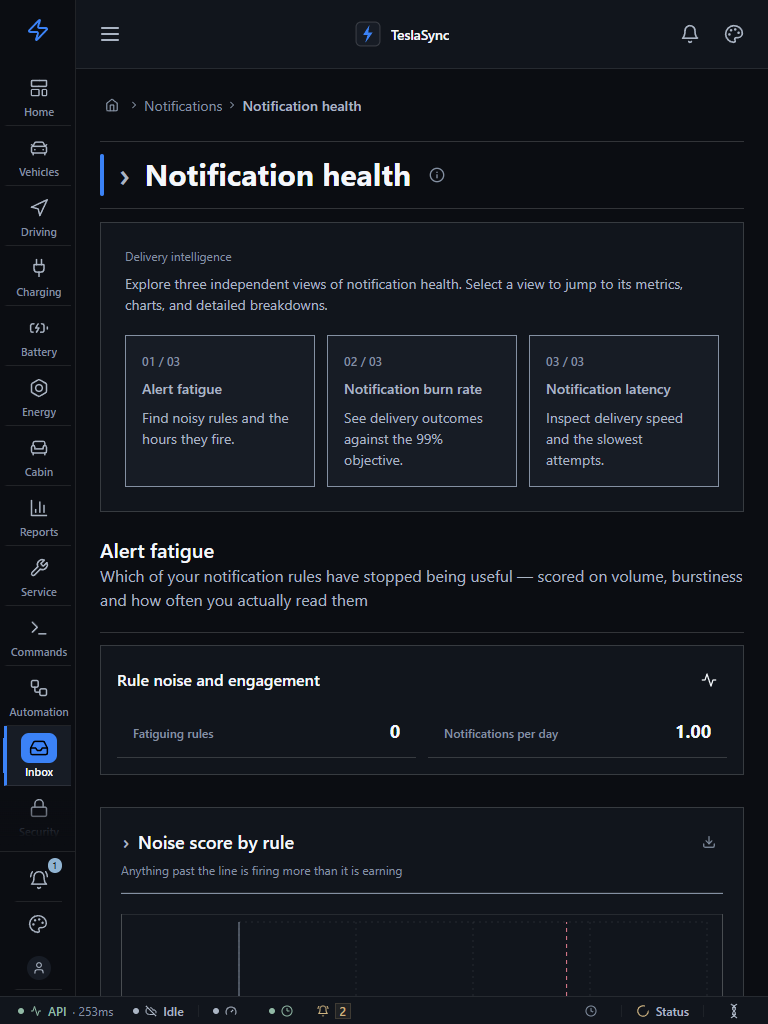 TeslaSync
Home
Vehicles
Driving
Charging
Battery
Energy
Cabin
Reports
Service
Commands
Automation
Inbox
Security
1
Notifications > Notification health
› Notification health
Delivery intelligence
Explore three independent views of notification health. Select a view to jump to its metrics,
charts, and detailed breakdowns.
01 / 03
Alert fatigue
Find noisy rules and the
hours they fire.
02 / 03
Notification burn rate
See delivery outcomes
against the 99%
objective.
03 / 03
Notification latency
Inspect delivery speed
and the slowest
attempts.
Alert fatigue
Which of your notification rules have stopped being useful — scored on volume, burstiness
and how often you actually read them
Rule noise and engagement
Fatiguing rules 0
Notifications per day 1.00
› Noise score by rule
Anything past the line is firing more than it is earning
API · 253ms Idle 2 Status